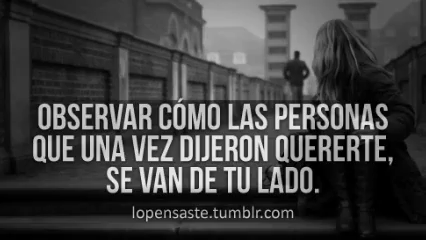 OBSERVAR CÓMO LAS PERSONAS
QUE UNA VEZ DIJERON QUERERTE,
SE VAN DE TU LADO.
lopensaste.tumblr.com